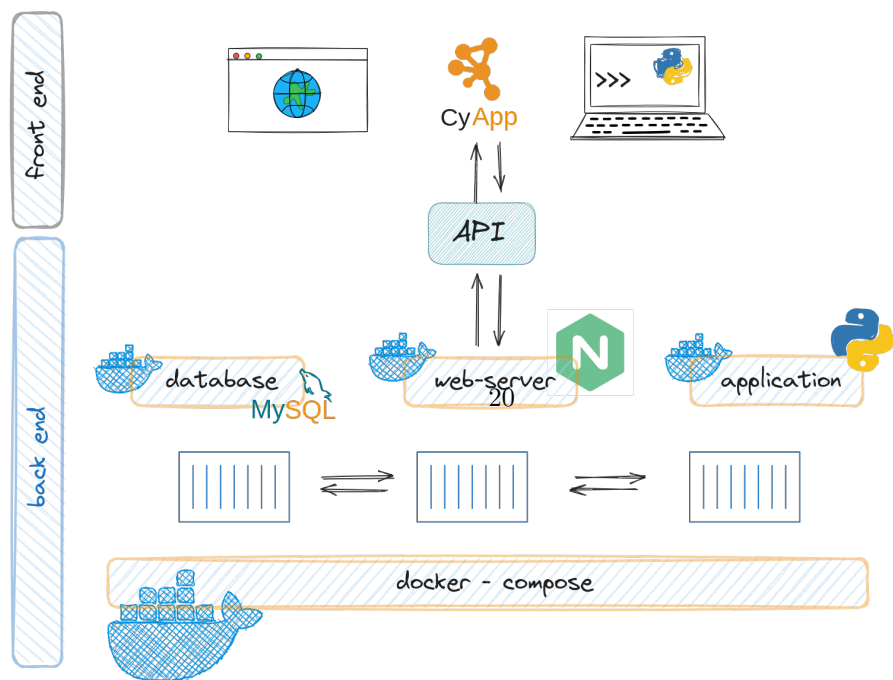 front end
>>>
CyApp
API
back end
database
MySQL
web-server
20
N
application
docker - compose